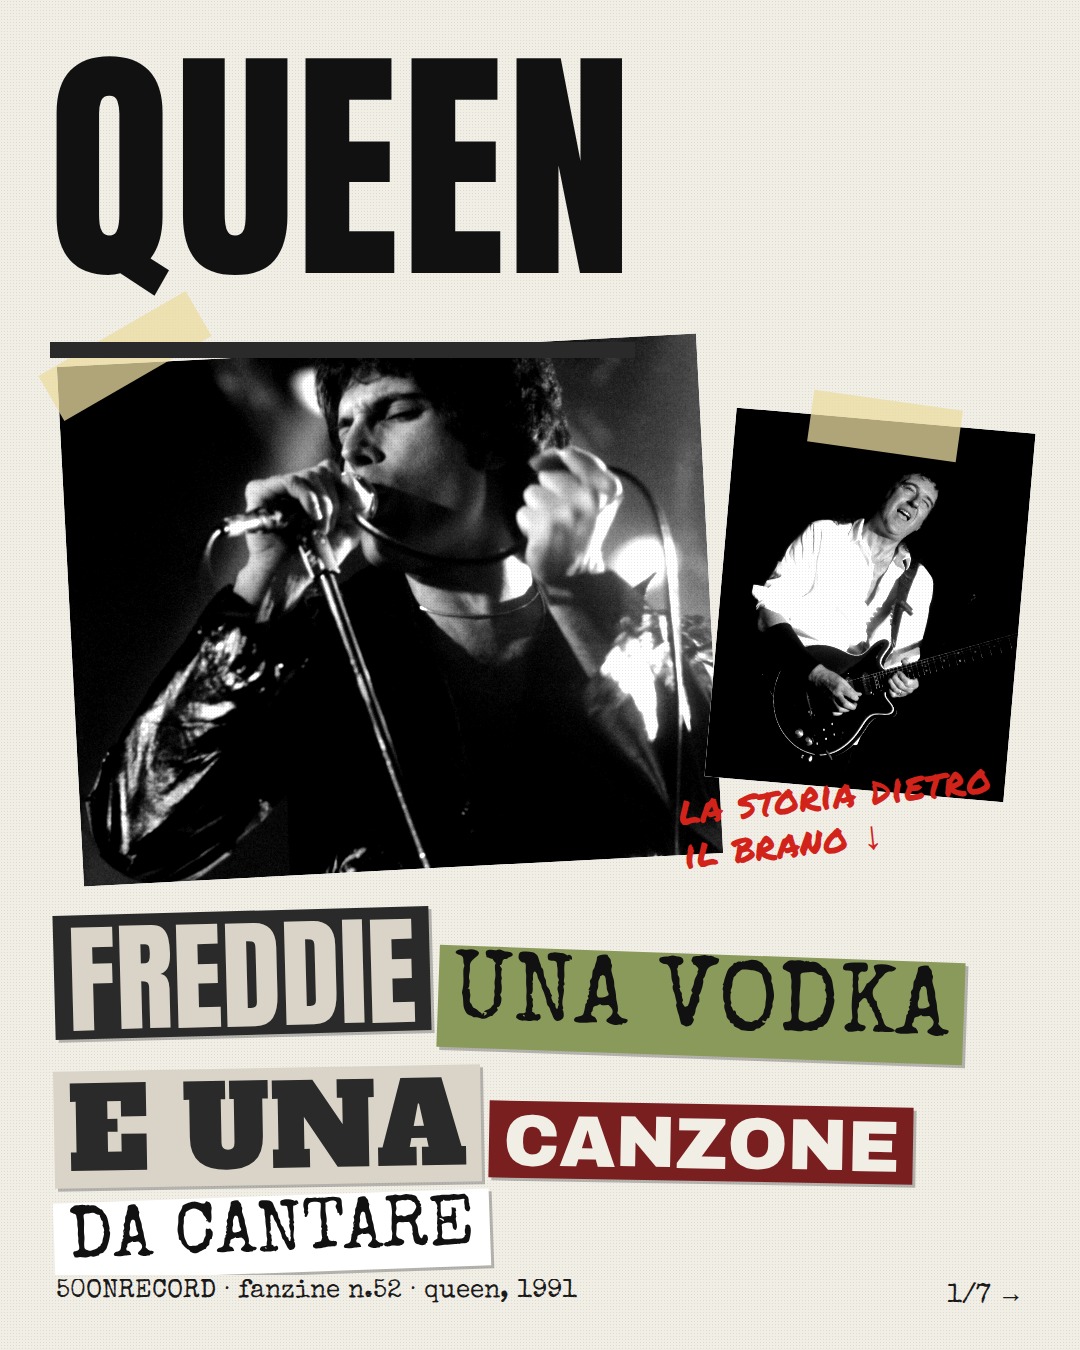 QUEEN
LA STORIA DIETRO
IL BRANO ↓
FREDDIE UNA VODKA
E UNA CANZONE
DA CANTARE
500NRECORD · fanzine n.52 · queen, 1991
1/7 →